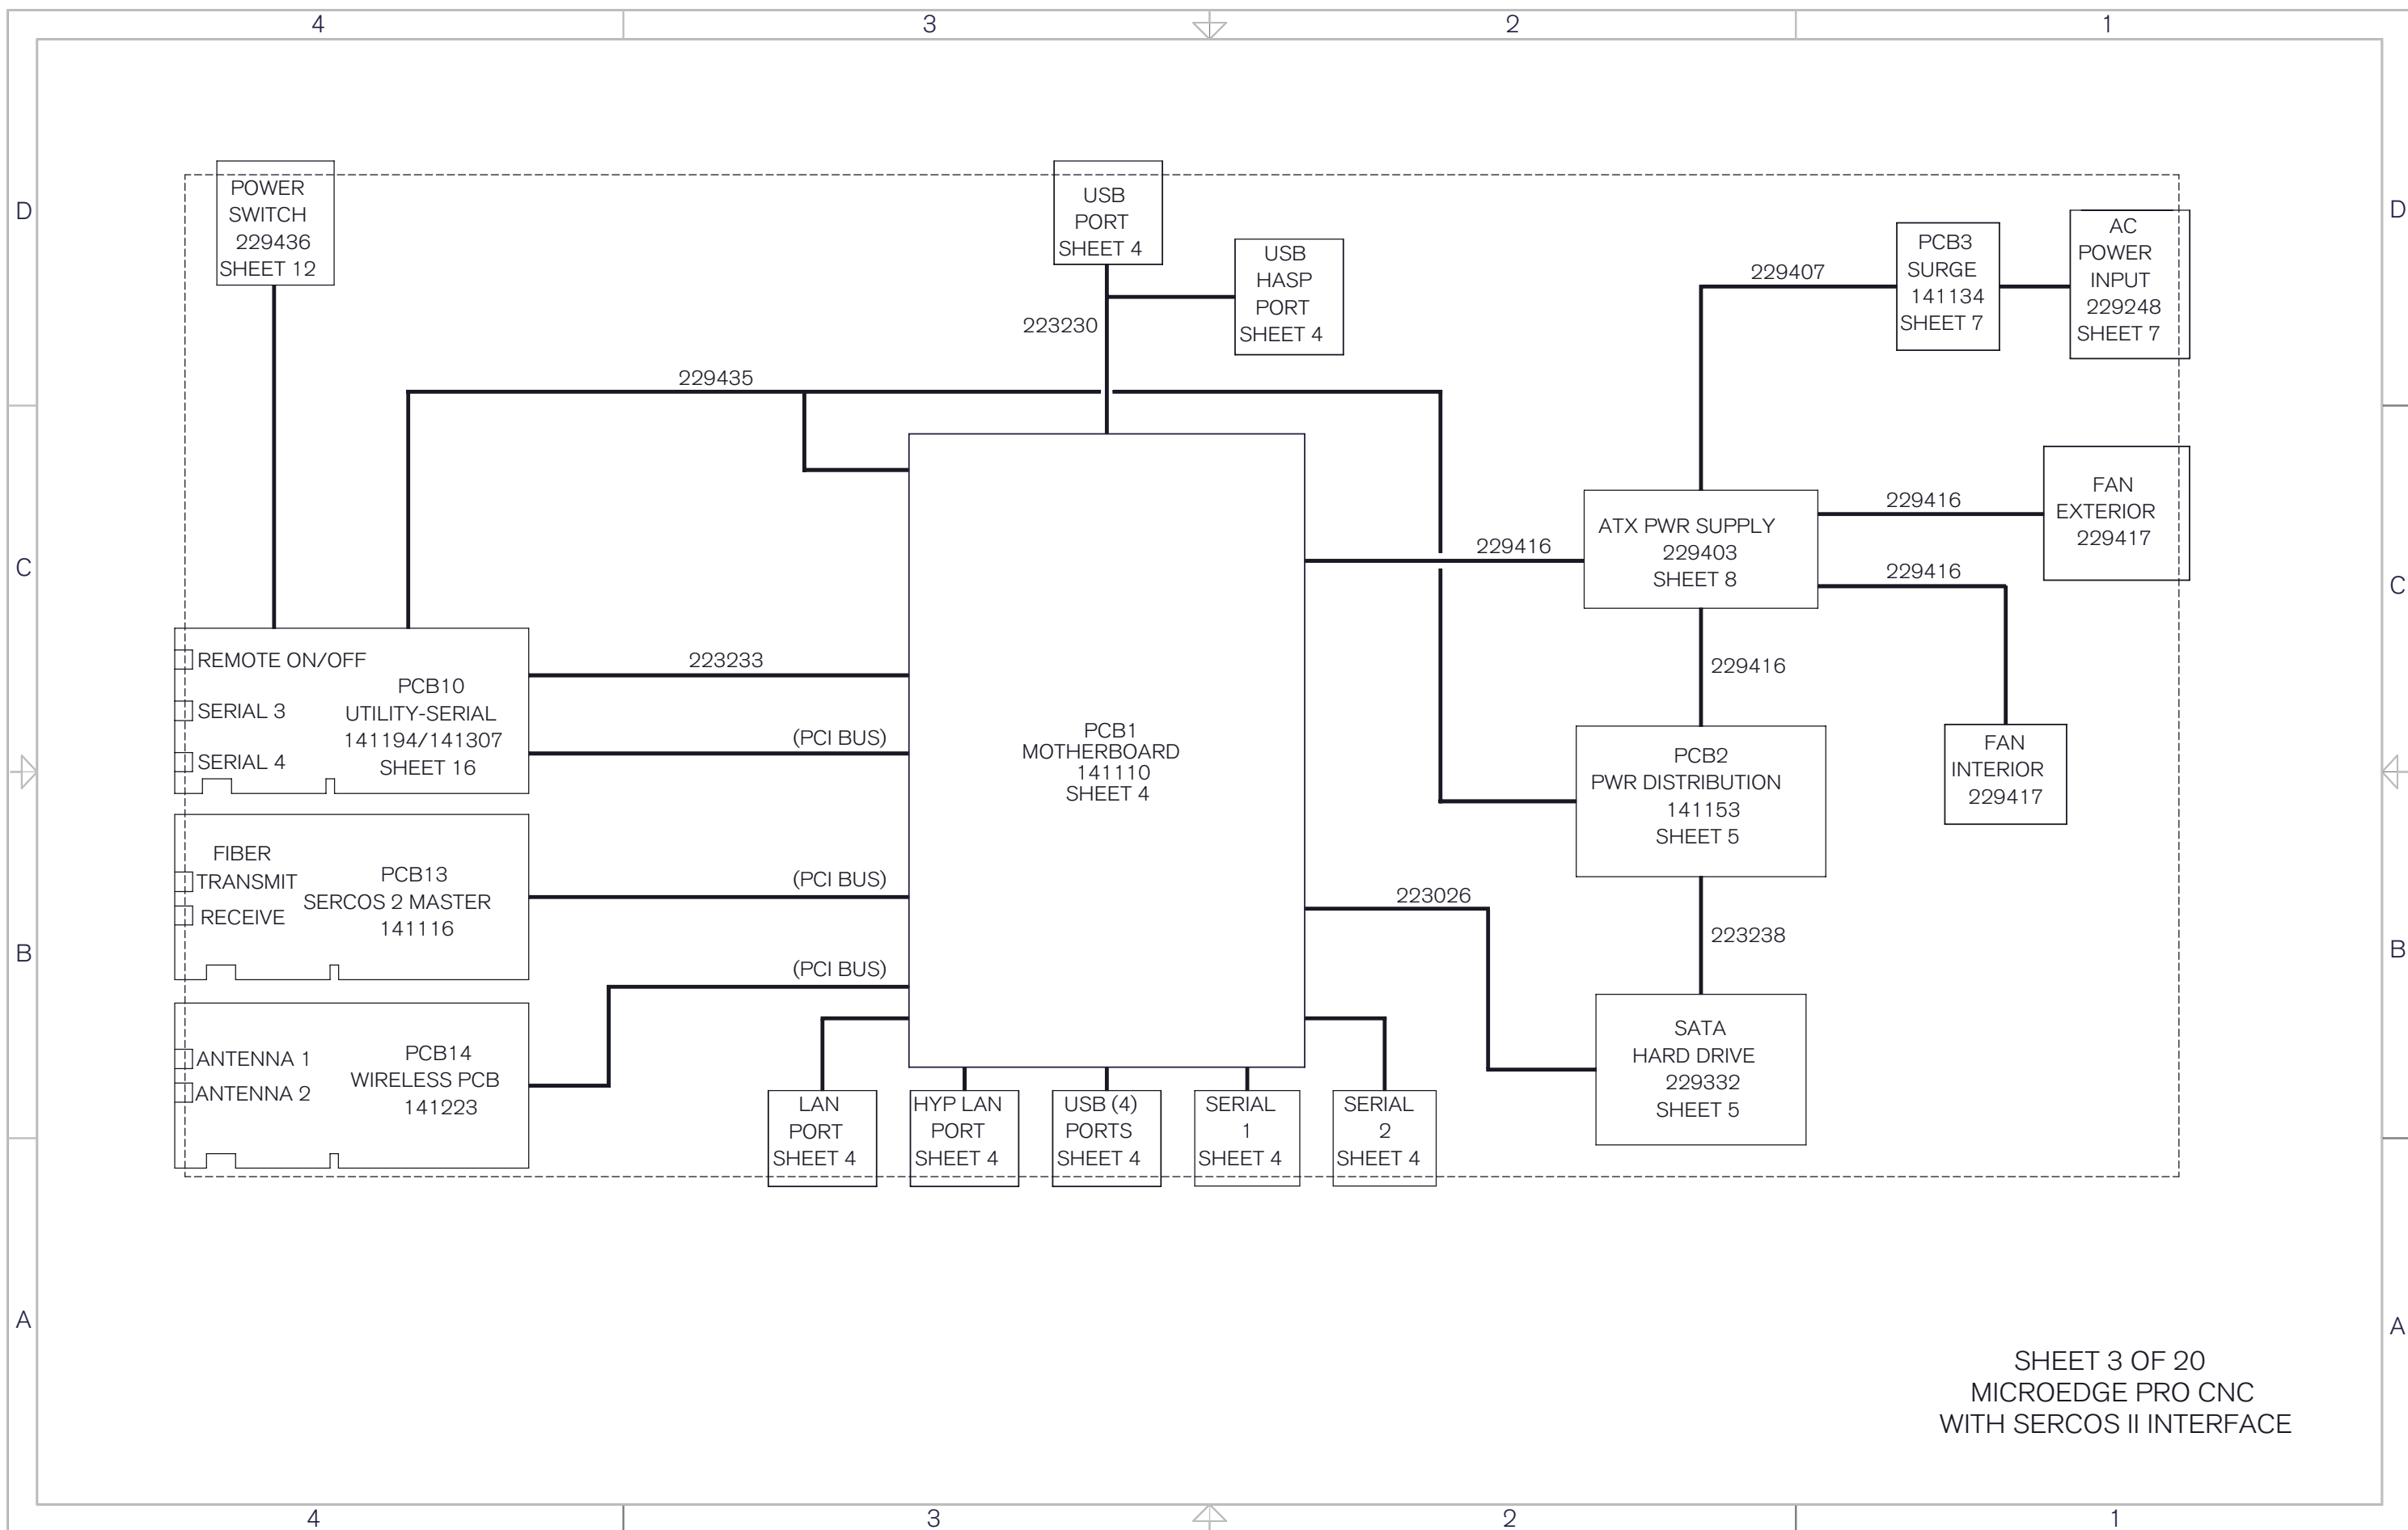 4
3
2
1
D
D
C
C
B
B
A
A
POWER
SWITCH
229436
SHEET 12
USB
PORT
SHEET 4
USB
HASP
PORT
SHEET 4
223230
229407
PCB3
SURGE
141134
SHEET 7
AC
POWER
INPUT
229248
SHEET 7
229435
229416
ATX PWR SUPPLY
229403
SHEET 8
229416
FAN
EXTERIOR
229417
229416
229416
FAN
INTERIOR
229417
REMOTE ON/OFF
SERIAL 3
SERIAL 4
PCB10
UTILITY-SERIAL
141194/141307
SHEET 16
223233
(PCI BUS)
PCB1
MOTHERBOARD
141110
SHEET 4
PCB2
PWR DISTRIBUTION
141153
SHEET 5
FIBER
TRANSMIT
RECEIVE
PCB13
SERCOS 2 MASTER
141116
(PCI BUS)
223026
223238
(PCI BUS)
ANTENNA 1
ANTENNA 2
PCB14
WIRELESS PCB
141223
LAN
PORT
SHEET 4
HYP LAN
PORT
SHEET 4
USB (4)
PORTS
SHEET 4
SERIAL
1
SHEET 4
SERIAL
2
SHEET 4
SATA
HARD DRIVE
229332
SHEET 5
SHEET 3 OF 20
MICROEDGE PRO CNC
WITH SERCOS II INTERFACE
4
3
2
1